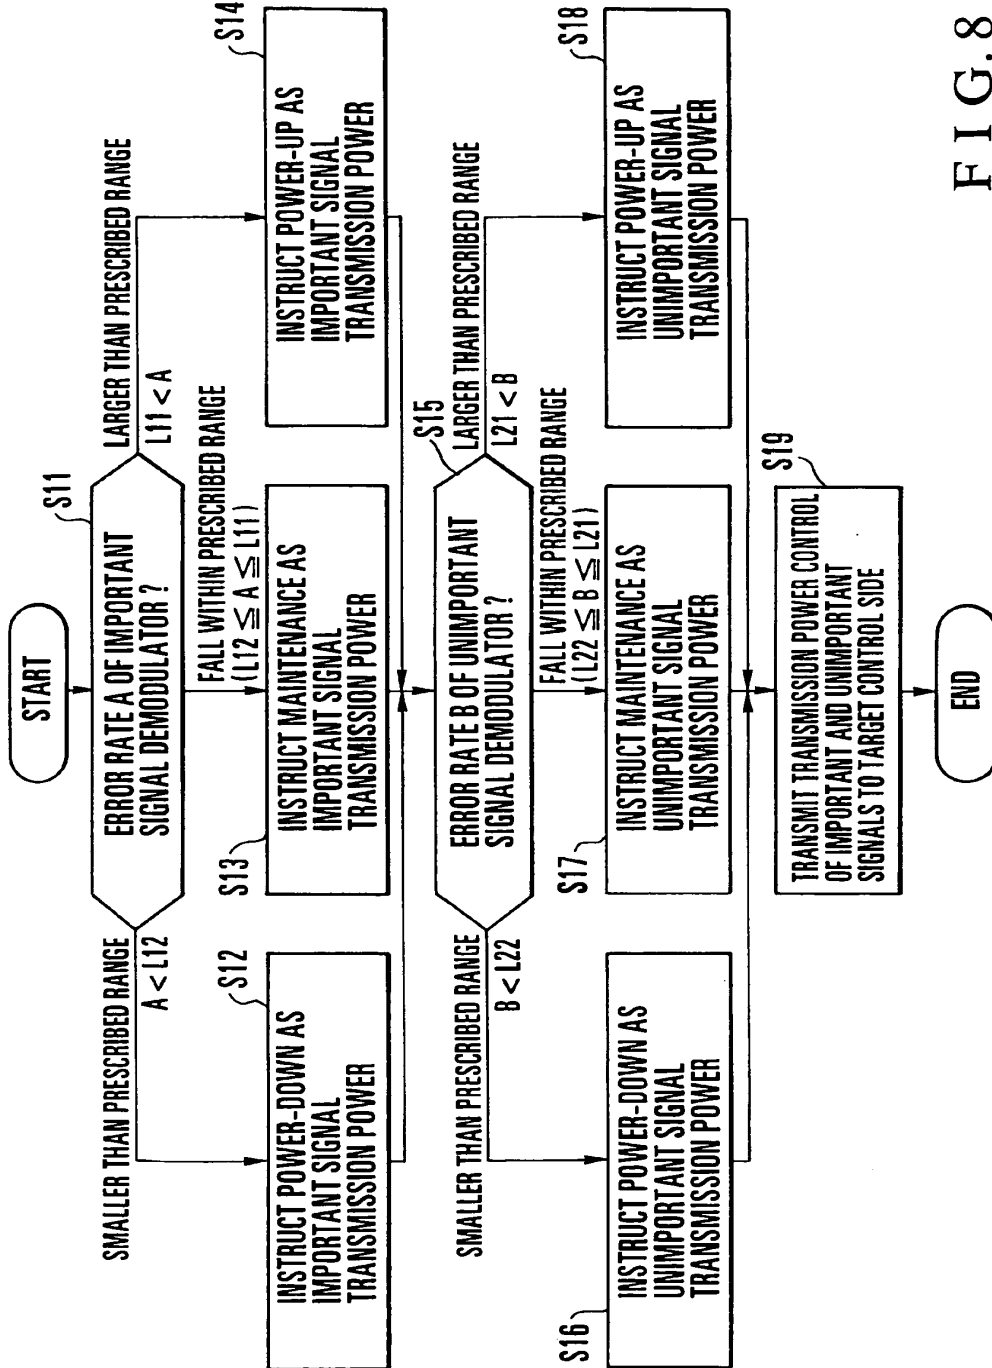 START
S11
ERROR RATE A OF IMPORTANT
SIGNAL DEMODULATOR ?
SMALLER THAN PRESCRIBED RANGE
A < L12
FALL WITHIN PRESCRIBED RANGE
(L12 ≦ A ≦ L11)
LARGER THAN PRESCRIBED RANGE
L11 < A
S12
INSTRUCT POWER-DOWN AS
IMPORTANT SIGNAL
TRANSMISSION POWER
S13
INSTRUCT MAINTENANCE AS
IMPORTANT SIGNAL
TRANSMISSION POWER
S14
INSTRUCT POWER-UP AS
IMPORTANT SIGNAL
TRANSMISSION POWER
S15
ERROR RATE B OF UNIMPORTANT
SIGNAL DEMODULATOR ?
SMALLER THAN PRESCRIBED RANGE
B < L22
FALL WITHIN PRESCRIBED RANGE
(L22 ≦ B ≦ L21)
LARGER THAN PRESCRIBED RANGE
L21 < B
S16
INSTRUCT POWER-DOWN AS
UNIMPORTANT SIGNAL
TRANSMISSION POWER
S17
INSTRUCT MAINTENANCE AS
UNIMPORTANT SIGNAL
TRANSMISSION POWER
S18
INSTRUCT POWER-UP AS
UNIMPORTANT SIGNAL
TRANSMISSION POWER
S19
TRANSMIT TRANSMISSION POWER CONTROL
OF IMPORTANT AND UNIMPORTANT
SIGNALS TO TARGET CONTROL SIDE
END
FIG. 8